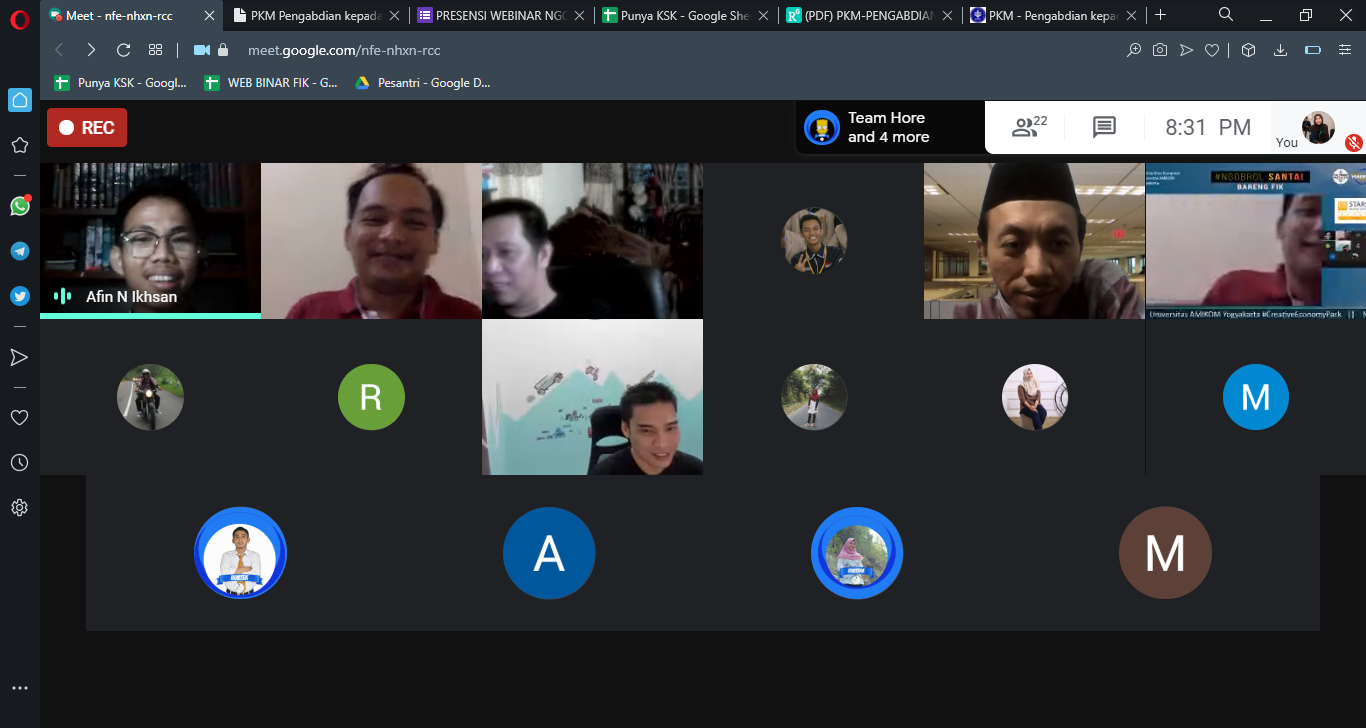 Meet - nfe-nhxn-rcc
PKM Pengabdian kepada
PRESENSI WEBINAR NGO
Punya KSK - Google She
(PDF) PKM-PENGABDIAN
PKM - Pengabdian kepa
meet.google.com/nfe-nhxn-rcc
Punya KSK - Googl...
WEB BINAR FIK - G...
Pesantri - Google D...
REC
Team Hore
and 4 more
22
8:31 PM
You
Afin N Ikhsan
#NGOBROL SANTAI
BARENG FIK
STARS
Universitas AMIKOM Yogyakarta #CreativeEconomyPark
R
M
A
M